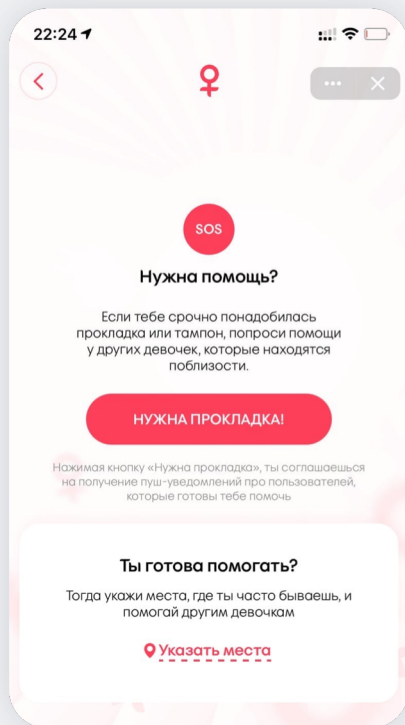 22:24
SOS
Нужна помощь?
Если тебе срочно понадобилась
прокладка или тампон, попроси помощи
у других девочек, которые находятся
поблизости.
НУЖНА ПРОКЛАДКА!
Нажимая кнопку «Нужна прокладка», ты соглашаешься
на получение пуш-уведомлений про пользователей,
которые готовы тебе помочь
Ты готова помогать?
Тогда укажи места, где ты часто бываешь, и
помогай другим девочкам
Указать места